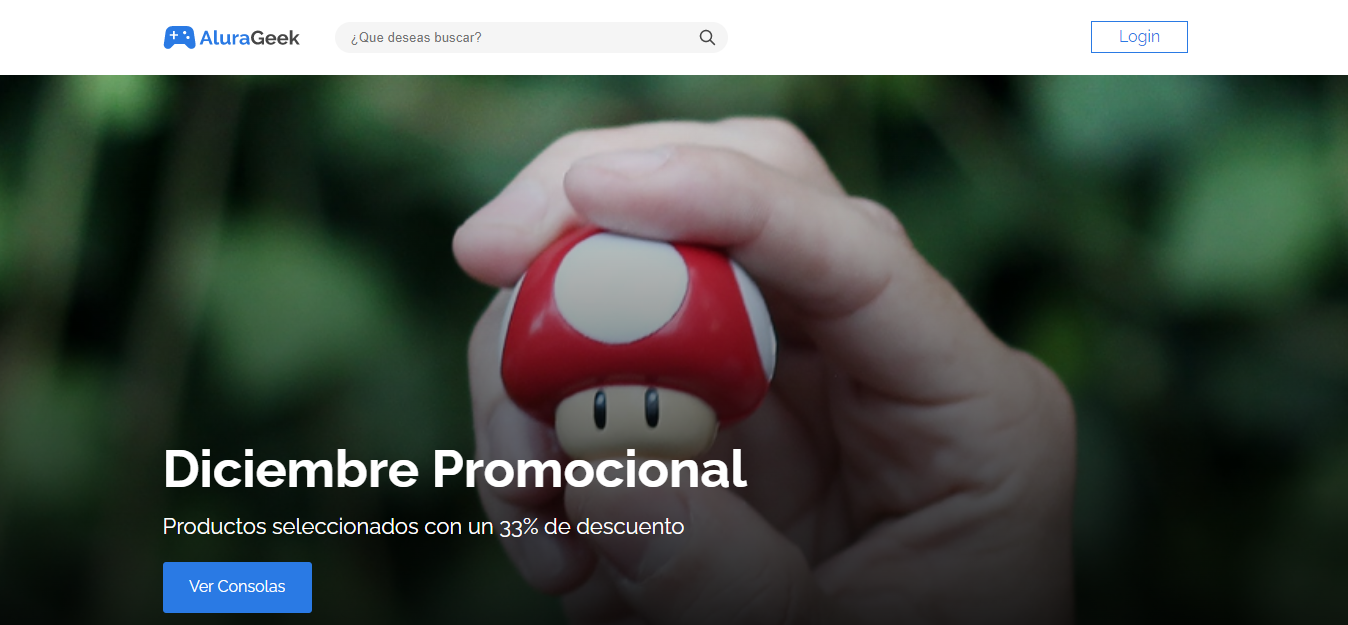 AluraGeek
¿Que deseas buscar?
Login
Diciembre Promocional
Productos seleccionados con un 33% de descuento
Ver Consolas